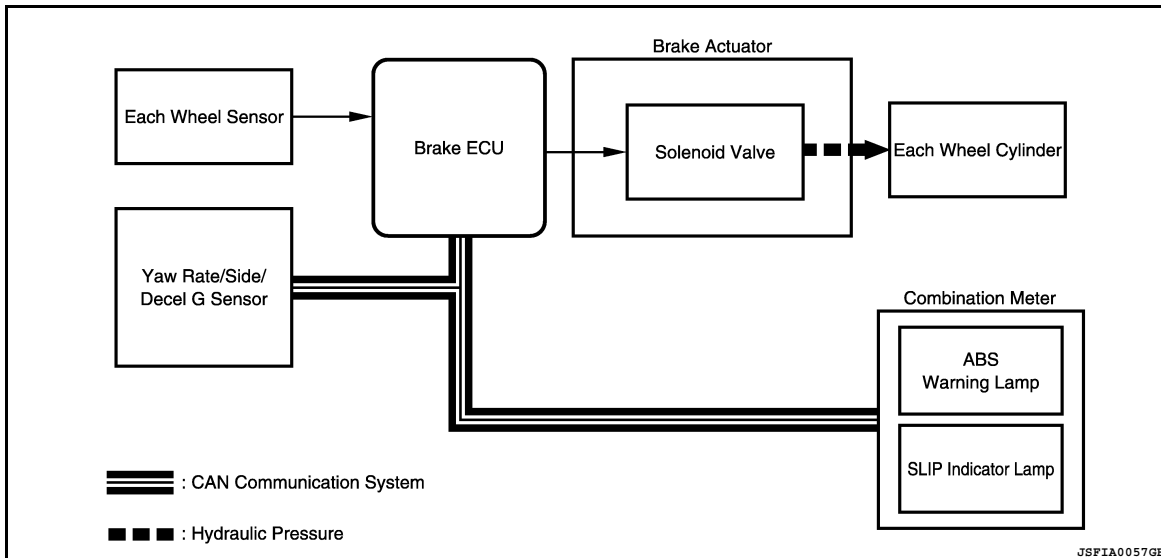 Brake Actuator
Each Wheel Sensor
Brake ECU
Solenoid Valve
Each Wheel Cylinder
Yaw Rate/Side/
Decel G Sensor
Combination Meter
ABS
Warning Lamp
SLIP Indicator Lamp
: CAN Communication System
: Hydraulic Pressure